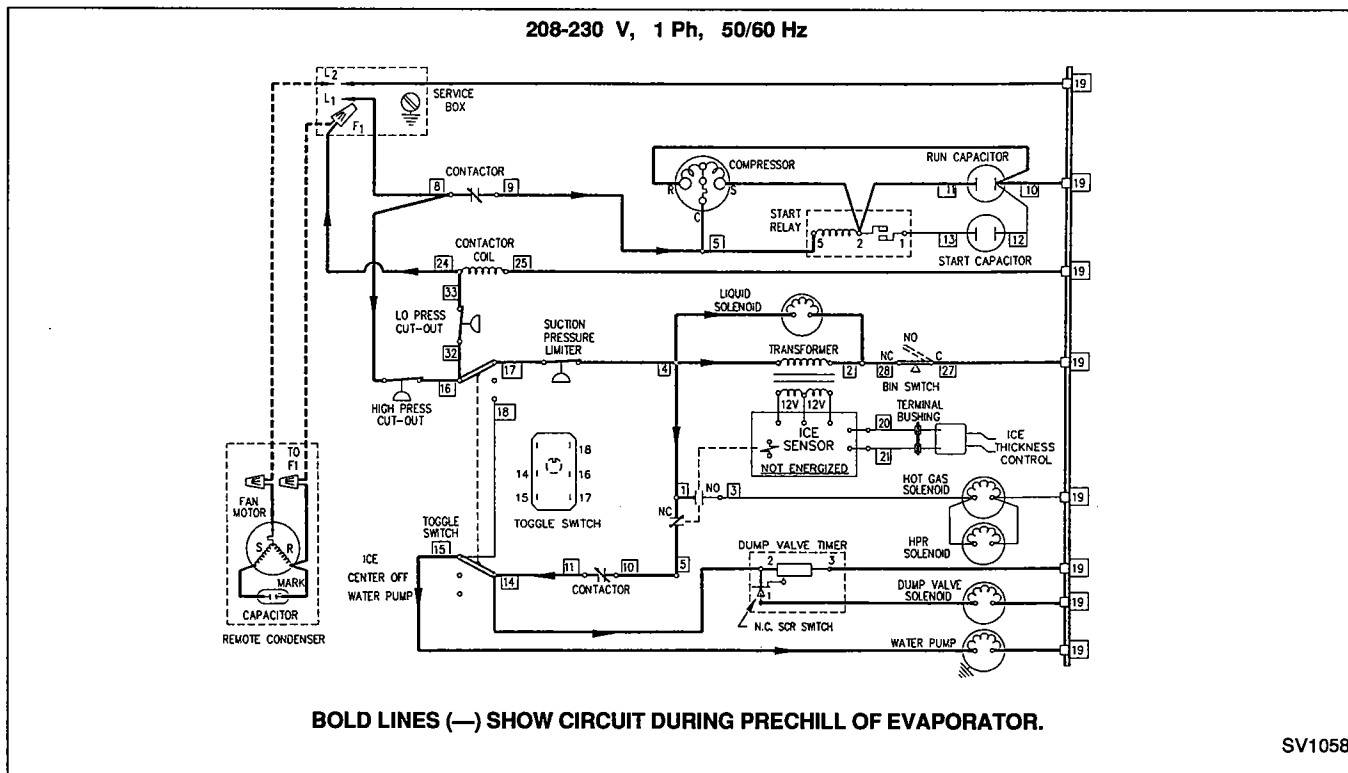 208-230 V, 1 Ph, 50/60 Hz
L2
L1
F1
SERVICE
BOX
19
CONTACTOR
8
9
COMPRESSOR
R
S
C
RUN CAPACITOR
11
10
19
START
RELAY
5
5
2
1
13
12
START CAPACITOR
24
CONTACTOR
COIL
25
19
33
LO PRESS
CUT-OUT
32
SUCTION
PRESSURE
LIMITER
LIQUID
SOLENOID
TRANSFORMER
NO
NC
C
16
17
4
2
28
27
BIN SWITCH
19
HIGH PRESS
CUT-OUT
18
12V
12V
ICE
SENSOR
NOT ENERGIZED
TERMINAL
BUSHING
20
21
ICE
THICKNESS
CONTROL
18
14
16
15
17
TOGGLE SWITCH
TO
F1
FAN
MOTOR
S
R
MARK
CAPACITOR
REMOTE CONDENSER
1
NO
3
NC
HOT GAS
SOLENOID
19
HPR
SOLENOID
TOGGLE
SWITCH
15
ICE
CENTER OFF
WATER PUMP
14
11
10
CONTACTOR
5
DUMP VALVE TIMER
2
3
1
19
DUMP VALVE
SOLENOID
19
N.C. SCR SWITCH
WATER PUMP
19
BOLD LINES (—) SHOW CIRCUIT DURING PRECHILL OF EVAPORATOR.
SV1058